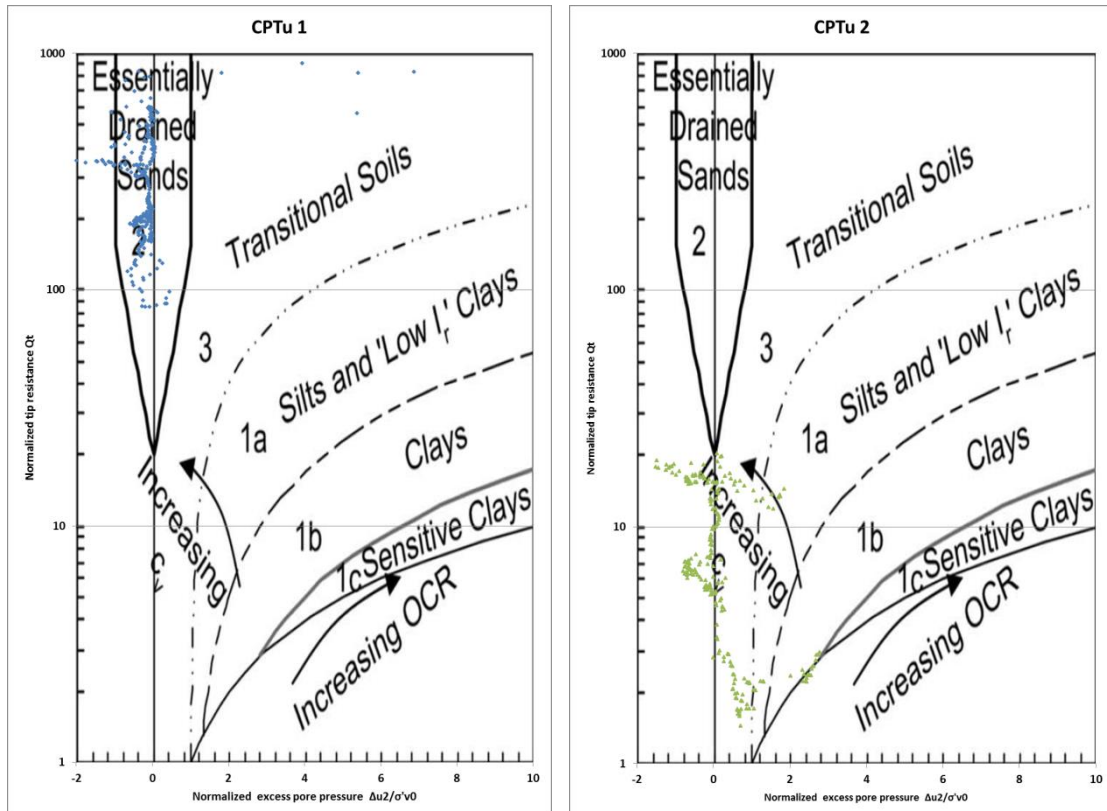 CPTu 1
1000
100
10
1
Normalized tip resistance Qt
Essentially
Drained
Sands
2
Transitional Soils
3
Silts and 'Low Ir' Clays
1a
Clays
1b
1c Sensitive Clays
Increasing OCR
Increasing
cv
-2 0 2 4 6 8 10
Normalized excess pore pressure Δu2/σ'v0
CPTu 2
1000
100
10
1
Normalized tip resistance Qt
Essentially
Drained
Sands
2
Transitional Soils
3
Silts and 'Low Ir' Clays
1a
Clays
1b
1c Sensitive Clays
Increasing OCR
Increasing
cv
-2 0 2 4 6 8 10
Normalized excess pore pressure Δu2/σ'v0